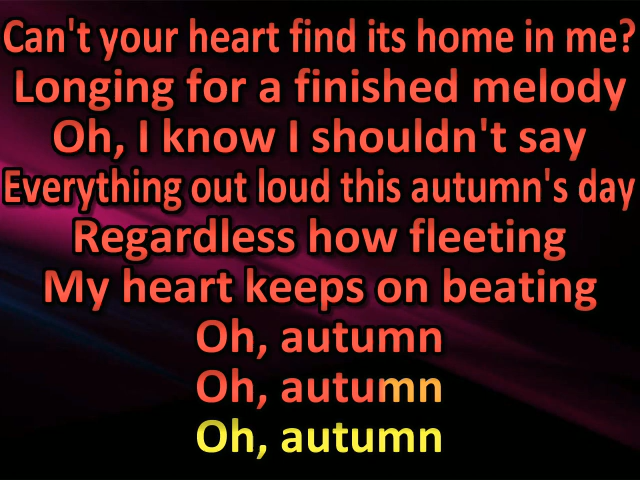 Can't your heart find its home in me?
Longing for a finished melody
Oh, I know I shouldn't say
Everything out loud this autumn's day
Regardless how fleeting
My heart keeps on beating
Oh, autumn
Oh, autumn
Oh, autumn